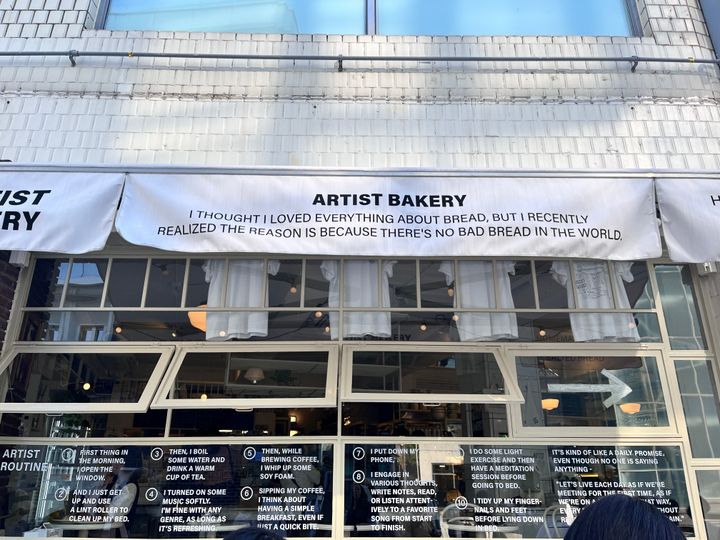 IST
RY
ARTIST BAKERY
I THOUGHT I LOVED EVERYTHING ABOUT BREAD, BUT I RECENTLY
REALIZED THE REASON IS BECAUSE THERE'S NO BAD BREAD IN THE WORLD.
H
ARTIST
ROUTINE
1 FIRST THING IN
THE MORNING,
I OPEN THE
WINDOW.
2 AND I JUST GET
UP AND USE
A LINT ROLLER TO
CLEAN UP MY BED.
3 THEN, I BOIL
SOME WATER AND
DRINK A WARM
CUP OF TEA.
4 I TURNED ON SOME
MUSIC SOFTLY.
I'M FINE WITH ANY
GENRE, AS LONG AS
IT'S REFRESHING.
5 THEN, WHILE
BREWING COFFEE,
I WHIP UP SOME
SOY FOAM.
6 SIPPING MY COFFEE,
I THINK ABOUT
HAVING A SIMPLE
BREAKFAST, EVEN IF
JUST A QUICK BITE.
7 I PUT DOWN MY
PHONE.
8 I ENGAGE IN
VARIOUS THOUGHTS,
WRITE NOTES, READ,
OR LISTEN ATTENT-
IVELY TO A PARTICULAR
SONG FROM START
TO FINISH.
I DO SOME LIGHT
EXERCISE AND THEN
HAVE A MEDITATION
SESSION BEFORE
GOING TO BED.
10 I TIDY UP MY FINGER-
NAILS AND FEET
BEFORE LYING DOWN
IN BED.
IT'S KIND OF LIKE A DAILY PROMISE,
EVEN THOUGH NO ONE IS SAYING
ANYTHING -
"LET'S LIVE EACH DAY AS IF WE'RE
MEETING FOR THE FIRST TIME, AS IF
WE'RE ON A
WAY,
EVERY